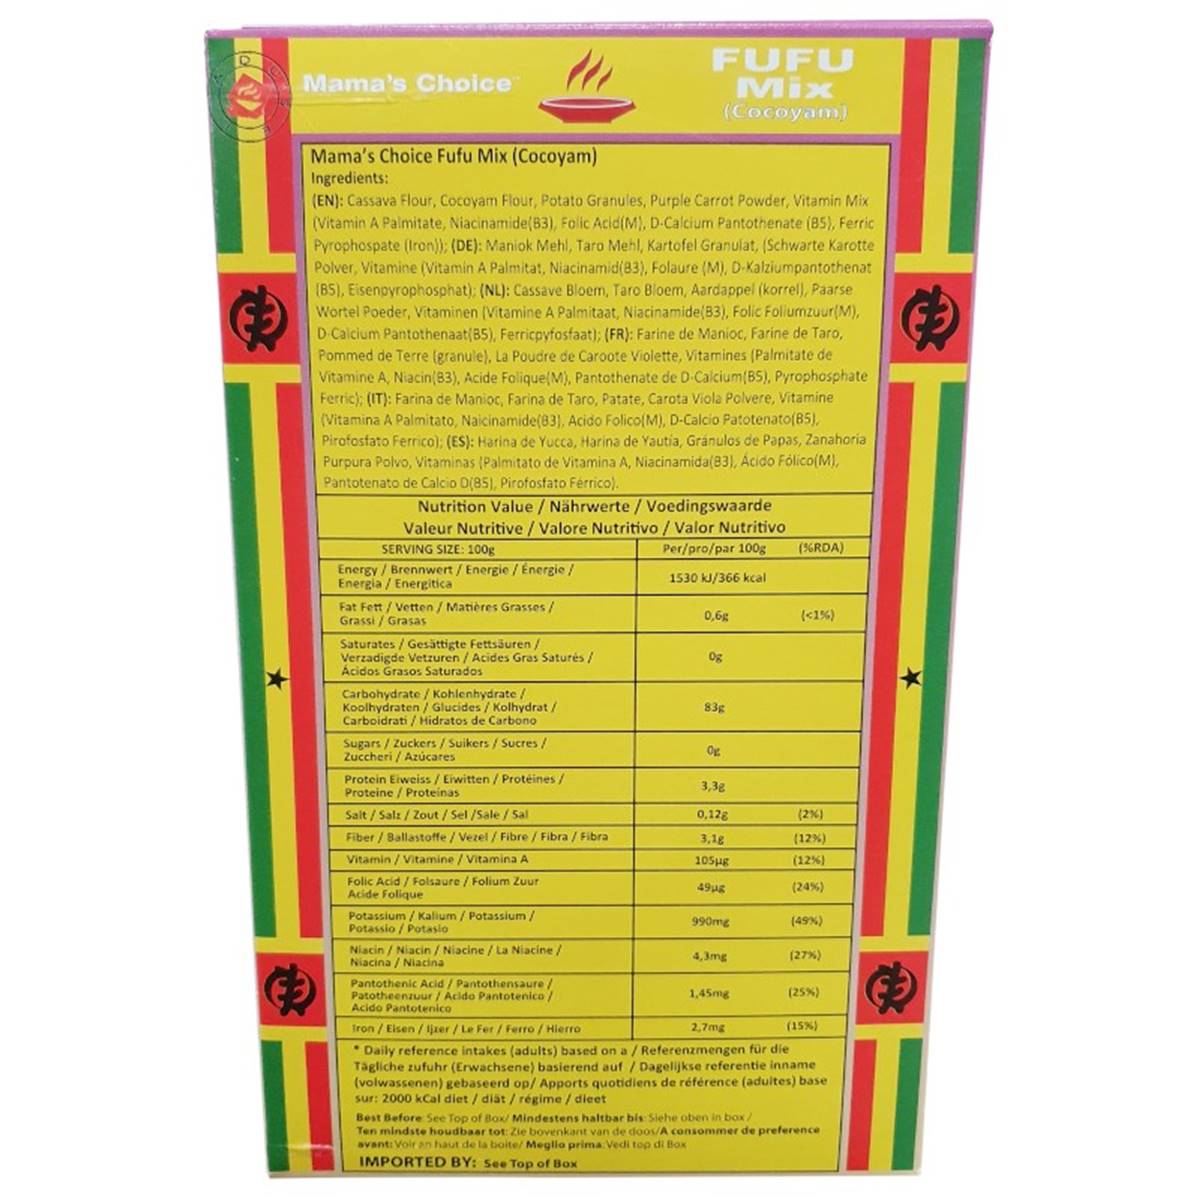 Mama's Choice™
FUFU
Mix
(Cocoyam)
Mama's Choice Fufu Mix (Cocoyam)
Ingredients:
(EN): Cassava Flour, Cocoyam Flour, Potato Granules, Purple Carrot Powder, Vitamin Mix
(Vitamin A Palmitate, Niacinamide(B3), Folic Acid(M), D-Calcium Pantothenate (B5), Ferric
Pyrophospate (Iron)); (DE): Maniok Mehl, Taro Mehl, Kartofel Granulat, (Schwarte Karotte
Polver, Vitamine (Vitamin A Palmitat, Niacinamid(B3), Folaure (M), D-Kalziumpantothenat
(B5), Eisenpyrophosphat); (NL): Cassave Bloem, Taro Bloem, Aardappel (korrel), Paarse
Wortel Poeder, Vitaminen (Vitamine A Palmitaat, Niacinamide(B3), Folic Foliumzuur(M),
D-Calcium Pantothenaat(B5), Ferricpyfosfaat); (FR): Farine de Manioc, Farine de Taro,
Pommed de Terre (granule), La Poudre de Caroote Violette, Vitamines (Palmitate de
Vitamine A, Niacin(B3), Acide Folique(M), Pantothenate de D-Calcium(B5), Pyrophosphate
Ferric); (IT): Farina de Manioc, Farina de Taro, Patate, Carota Viola Polvere, Vitamine
(Vitamina A Palmitato, Naicinamide(B3), Acido Folico(M), D-Calcio Patotenato(B5),
Pirofosfato Ferrico); (ES): Harina de Yucca, Harina de Yautía, Gránulos de Papas, Zanahoria
Purpura Polvo, Vitaminas (Palmitato de Vitamina A, Niacinamida(B3), Ácido Fólico(M),
Pantotenato de Calcio D(B5), Pirofosfato Férrico).
Nutrition Value / Nährwerte / Voedingswaarde
Valeur Nutritive / Valore Nutritivo / Valor Nutritivo
SERVING SIZE: 100g Per/pro/par 100g (%RDA)
Energy / Brennwert / Energie / Énergie /
Energia / Energitica 1530 kJ/366 kcal
Fat Fett / Vetten / Matières Grasses /
Grassi / Grasas 0,6g (<1%)
Saturates / Gesättigte Fettsäuren /
Verzadigde Vetzuren / Acides Gras Saturés /
Ácidos Grasos Saturados 0g
Carbohydrate / Kohlenhydrate /
Koolhydraten / Glucides / Kolhydrat /
Carboidrati / Hidratos de Carbono 83g
Sugars / Zuckers / Suikers / Sucres /
Zuccheri / Azúcares 0g
Protein Eiweiss / Eiwitten / Protéines /
Proteine / Proteínas 3,3g
Salt / Salz / Zout / Sel /Sale / Sal 0,12g (2%)
Fiber / Ballastoffe / Vezel / Fibre / Fibra / Fibra 3,1g (12%)
Vitamin / Vitamine / Vitamina A 105µg (12%)
Folic Acid / Folsaure / Folium Zuur
Acide Folique 49µg (24%)
Potassium / Kalium / Potassium /
Potassio / Potasio 990mg (49%)
Niacin / Niacin / Niacine / La Niacine /
Niacina / Niacina 4,3mg (27%)
Pantothenic Acid / Pantothensaure /
Patotheenzuur / Acido Pantotenico /
Acido Pantotenico 1,45mg (25%)
Iron / Eisen / Ijzer / Le Fer / Ferro / Hierro 2,7mg (15%)
* Daily reference intakes (adults) based on a / Referenzmengen für die
Tägliche zufuhr (Erwachsene) basierend auf / Dagelijkse referentie inname
(volwassenen) gebaseerd op/ Apports quotidiens de référence (adultes) base
sur: 2000 kCal diet / diät / régime / dieet
Best Before: See Top of Box/ Mindestens haltbar bis: Siehe oben in box /
Ten mindste houdbaar tot: Zie bovenkant van de doos/A consommer de preference
avant: Voir en haut de la boite/ Meglio prima: Vedi top di Box
IMPORTED BY: See Top of Box